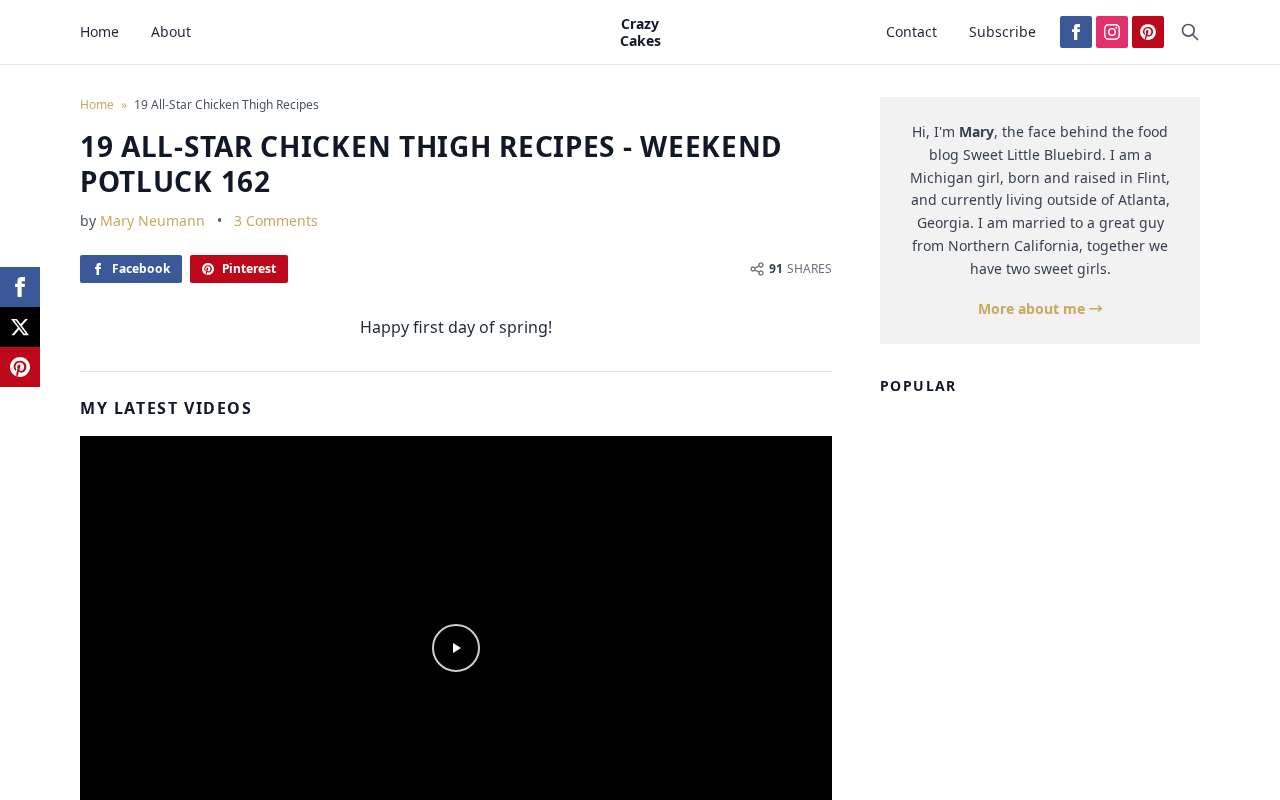 Home
About
Crazy
Cakes
Contact
Subscribe
Home » 19 All-Star Chicken Thigh Recipes
19 ALL-STAR CHICKEN THIGH RECIPES - WEEKEND
POTLUCK 162
by Mary Neumann • 3 Comments
Facebook
Pinterest
91 SHARES
Happy first day of spring!
MY LATEST VIDEOS
Hi, I'm Mary, the face behind the food
blog Sweet Little Bluebird. I am a
Michigan girl, born and raised in Flint,
and currently living outside of Atlanta,
Georgia. I am married to a great guy
from Northern California, together we
have two sweet girls.
More about me →
POPULAR